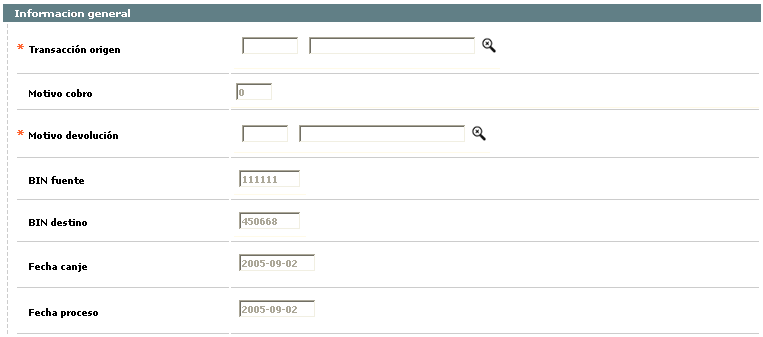 Informacion general
* Transacción origen
Motivo cobro 0
* Motivo devolución
BIN fuente 111111
BIN destino 450668
Fecha canje 2005-09-02
Fecha proceso 2005-09-02